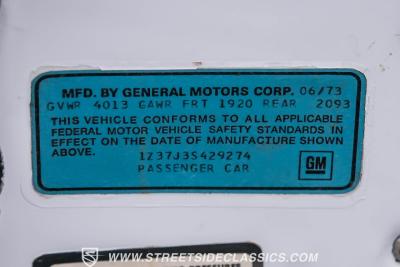 MFD. BY GENERAL MOTORS CORP. 06/73
GVWR 4013 GAWR FRT 1920 REAR 2093
THIS VEHICLE CONFORMS TO ALL APPLICABLE
FEDERAL MOTOR VEHICLE SAFETY STANDARDS IN
EFFECT ON THE DATE OF MANUFACTURE SHOWN
ABOVE.
1Z37J3S429274
PASSENGER CAR
GM
WWW.STREETSIDECLASSICS.COM